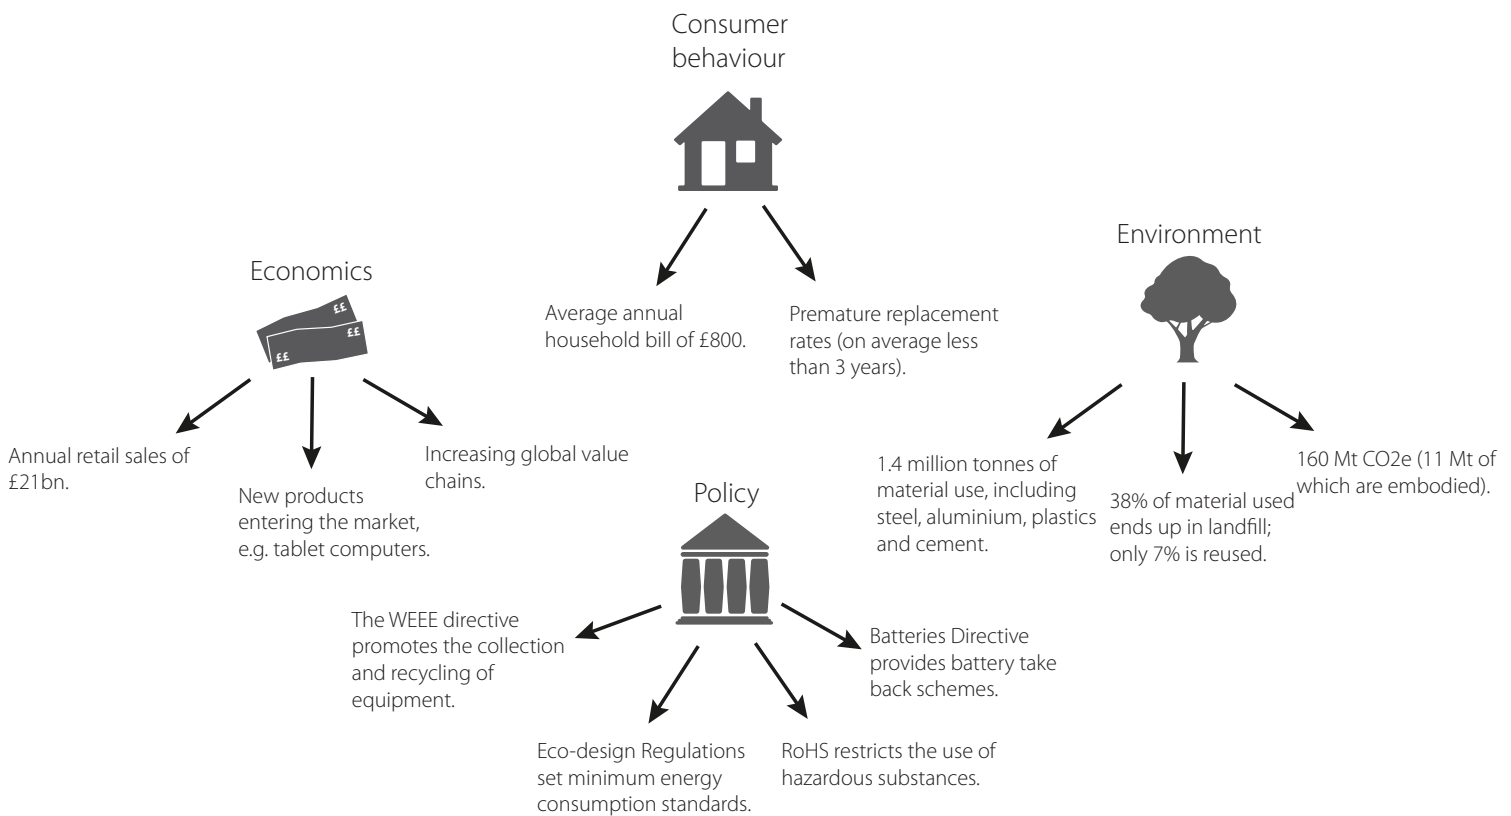 Consumer
behaviour
Average annual
household bill of £800.
Premature replacement
rates (on average less
than 3 years).
Economics
££
££
££
Annual retail sales of
£21bn.
New products
entering the market,
e.g. tablet computers.
Increasing global value
chains.
Environment
1.4 million tonnes of
material use, including
steel, aluminium, plastics
and cement.
38% of material used
ends up in landfill;
only 7% is reused.
160 Mt CO2e (11 Mt of
which are embodied).
Policy
The WEEE directive
promotes the collection
and recycling of
equipment.
Eco-design Regulations
set minimum energy
consumption standards.
RoHS restricts the use of
hazardous substances.
Batteries Directive
provides battery take
back schemes.